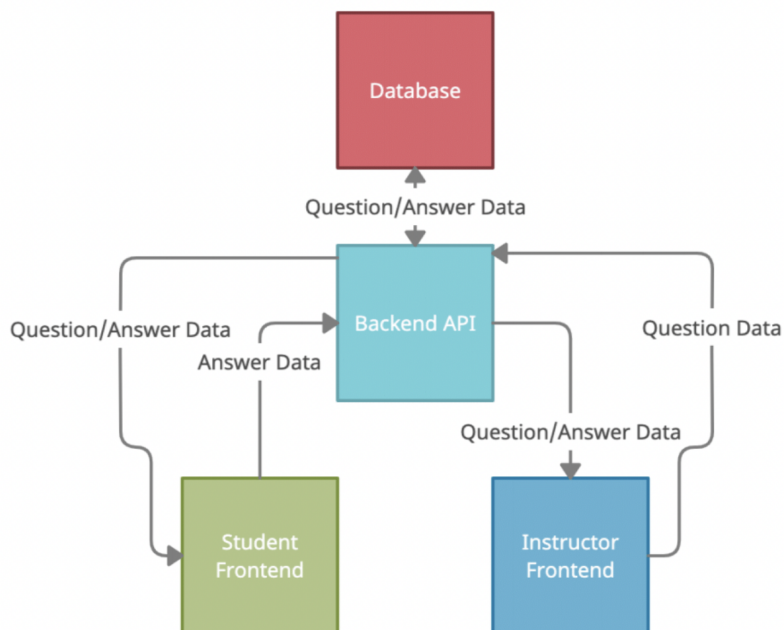 Database
Question/Answer Data
Backend API
Question/Answer Data
Question Data
Answer Data
Question/Answer Data
Student
Frontend
Instructor
Frontend